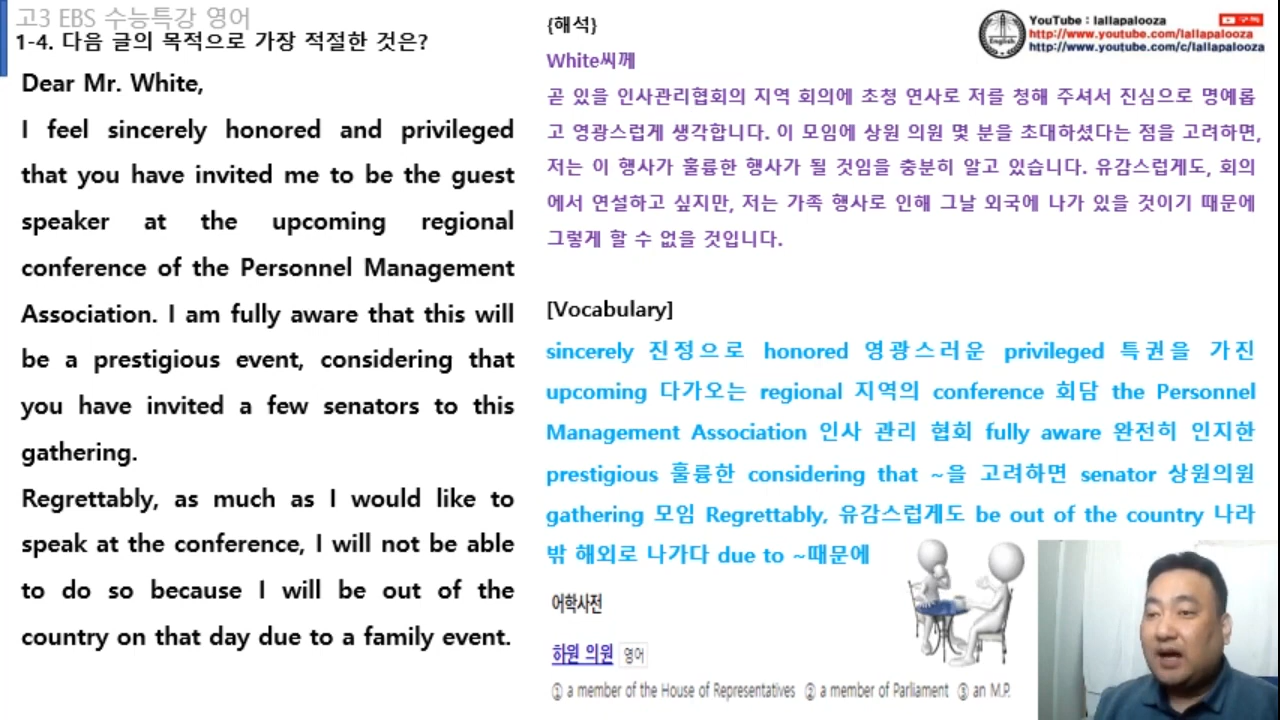 고3 EBS 수능특강 영어
1-4. 다음 글의 목적으로 가장 적절한 것은?
Dear Mr. White,
I feel sincerely honored and privileged
that you have invited me to be the guest
speaker at the upcoming regional
conference of the Personnel Management
Association. I am fully aware that this will
be a prestigious event, considering that
you have invited a few senators to this
gathering.
Regrettably, as much as I would like to
speak at the conference, I will not be able
to do so because I will be out of the
country on that day due to a family event.
{해석}
White씨께
곧 있을 인사관리협회의 지역 회의에 초청 연사로 저를 청해 주셔서 진심으로 명예롭
고 영광스럽게 생각합니다. 이 모임에 상원 의원 몇 분을 초대하셨다는 점을 고려하면,
저는 이 행사가 훌륭한 행사가 될 것임을 충분히 알고 있습니다. 유감스럽게도, 회의
에서 연설하고 싶지만, 저는 가족 행사로 인해 그날 외국에 나가 있을 것이기 때문에
그렇게 할 수 없을 것입니다.
[Vocabulary]
sincerely 진정으로 honored 영광스러운 privileged 특권을 가진
upcoming 다가오는 regional 지역의 conference 회담 the Personnel
Management Association 인사 관리 협회 fully aware 완전히 인지한
prestigious 훌륭한 considering that ~을 고려하면 senator 상원의원
gathering 모임 Regrettably, 유감스럽게도 be out of the country 나라
밖 해외로 나가다 due to ~때문에
어학사전
하원 의원 영어
① a member of the House of Representatives ② a member of Parliament ③ an M.P.
YouTube : lallapalooza
구독
http://www.youtube.com/lallapalooza
http://www.youtube.com/c/lallapalooza
English